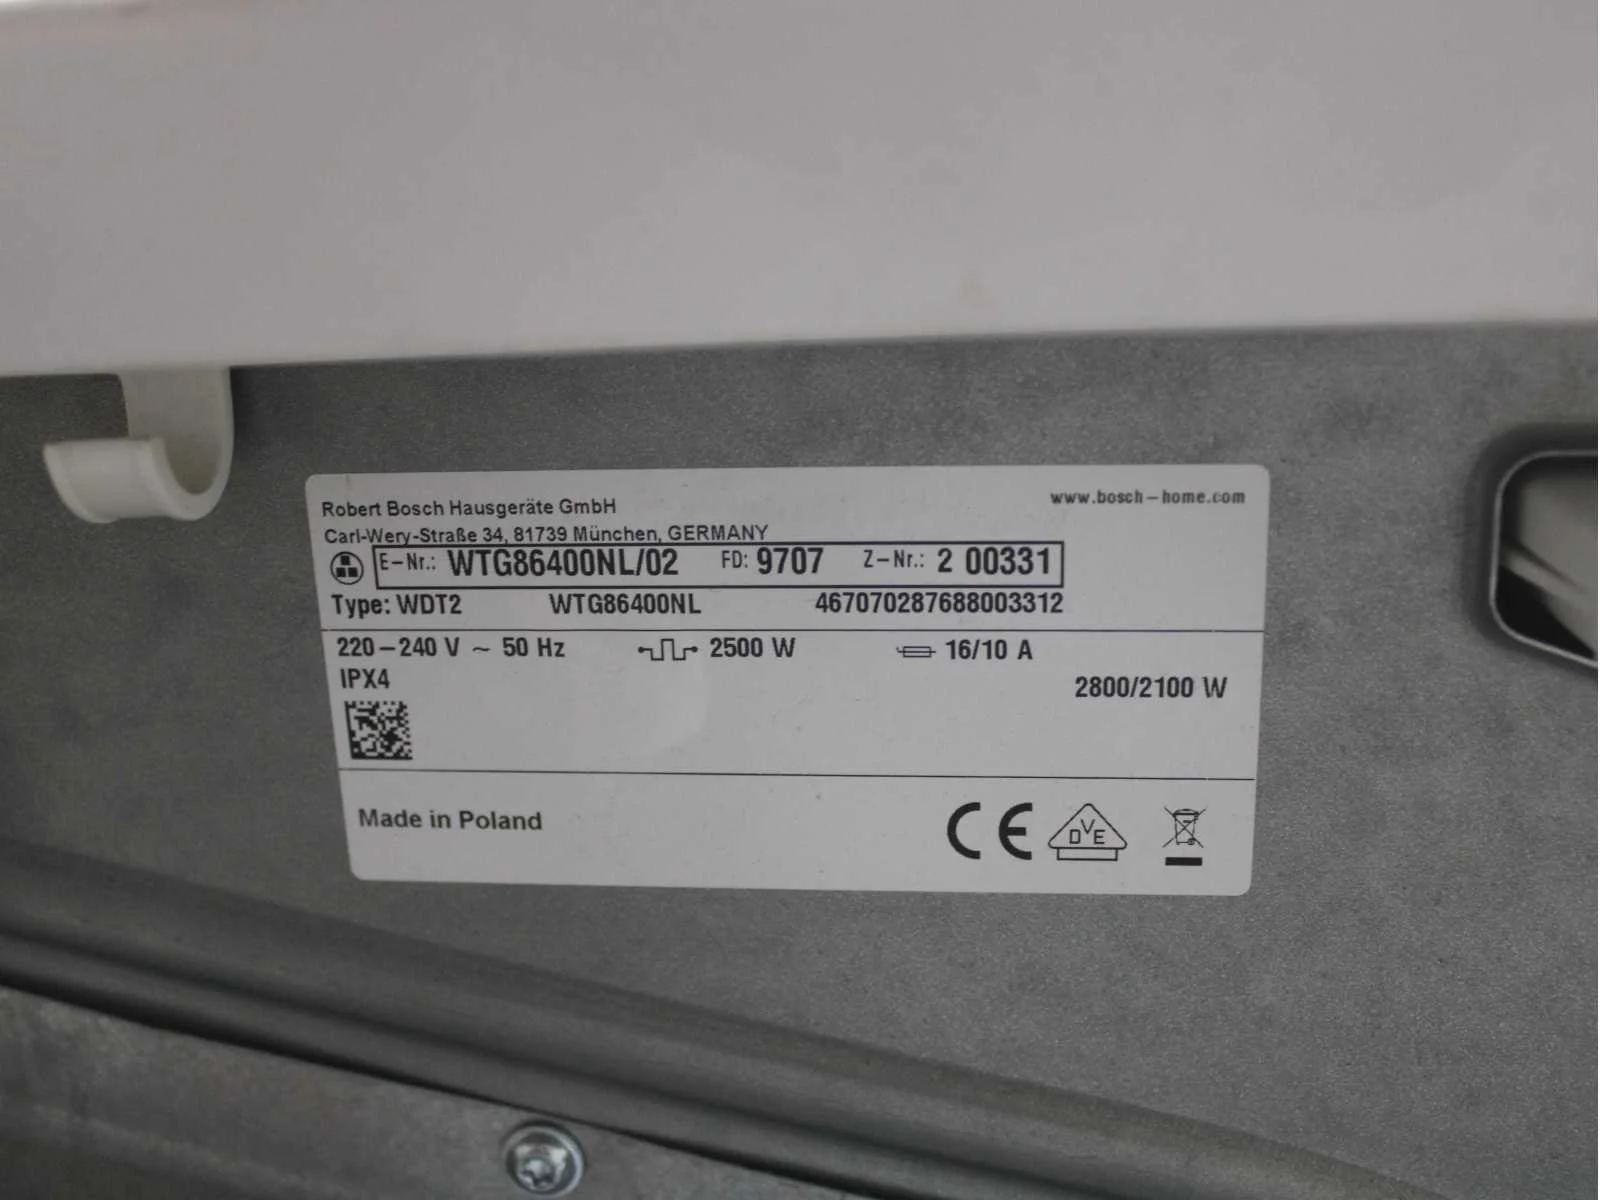 Robert Bosch Hausgeräte GmbH
www.bosch-home.com
Carl-Wery-Straße 34, 81739 München, GERMANY
E-Nr.: WTG86400NL/02 FD: 9707 Z-Nr.: 2 00331
Type: WDT2 WTG86400NL 467070287688003312
220-240 V ~ 50 Hz 2500 W 16/10 A
IPX4
2800/2100 W
Made in Poland
CE DVE